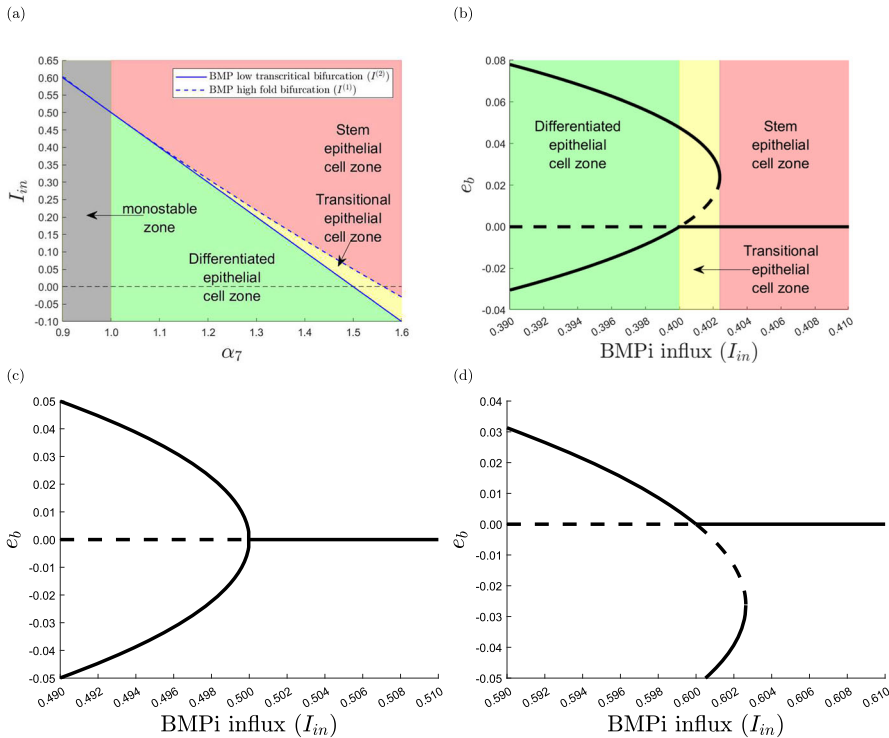 (a)
0.65
0.60
0.55
0.50
0.45
0.40
0.35
0.30
0.25
0.20
0.15
0.10
0.05
0.00
-0.05
-0.10
I_in
BMP low transcritical bifurcation (I^(2))
BMP high fold bifurcation (I^(1))
Stem
epithelial
cell zone
Transitional
epithelial
cell zone
monostable
zone
Differentiated
epithelial
cell zone
0.9 1.0 1.1 1.2 1.3 1.4 1.5 1.6
α_7
(b)
0.08
0.06
0.04
0.02
0.00
-0.02
-0.04
e_b
Differentiated
epithelial
cell zone
Stem
epithelial
cell zone
Transitional
epithelial
cell zone
0.390 0.392 0.394 0.396 0.398 0.400 0.402 0.404 0.406 0.408 0.410
BMPi influx (I_in)
(c)
0.05
0.04
0.03
0.02
0.01
0.00
-0.01
-0.02
-0.03
-0.04
-0.05
e_b
0.490 0.492 0.494 0.496 0.498 0.500 0.502 0.504 0.506 0.508 0.510
BMPi influx (I_in)
(d)
0.04
0.03
0.02
0.01
0.00
-0.01
-0.02
-0.03
-0.04
-0.05
e_b
0.590 0.592 0.594 0.596 0.598 0.600 0.602 0.604 0.606 0.608 0.610
BMPi influx (I_in)